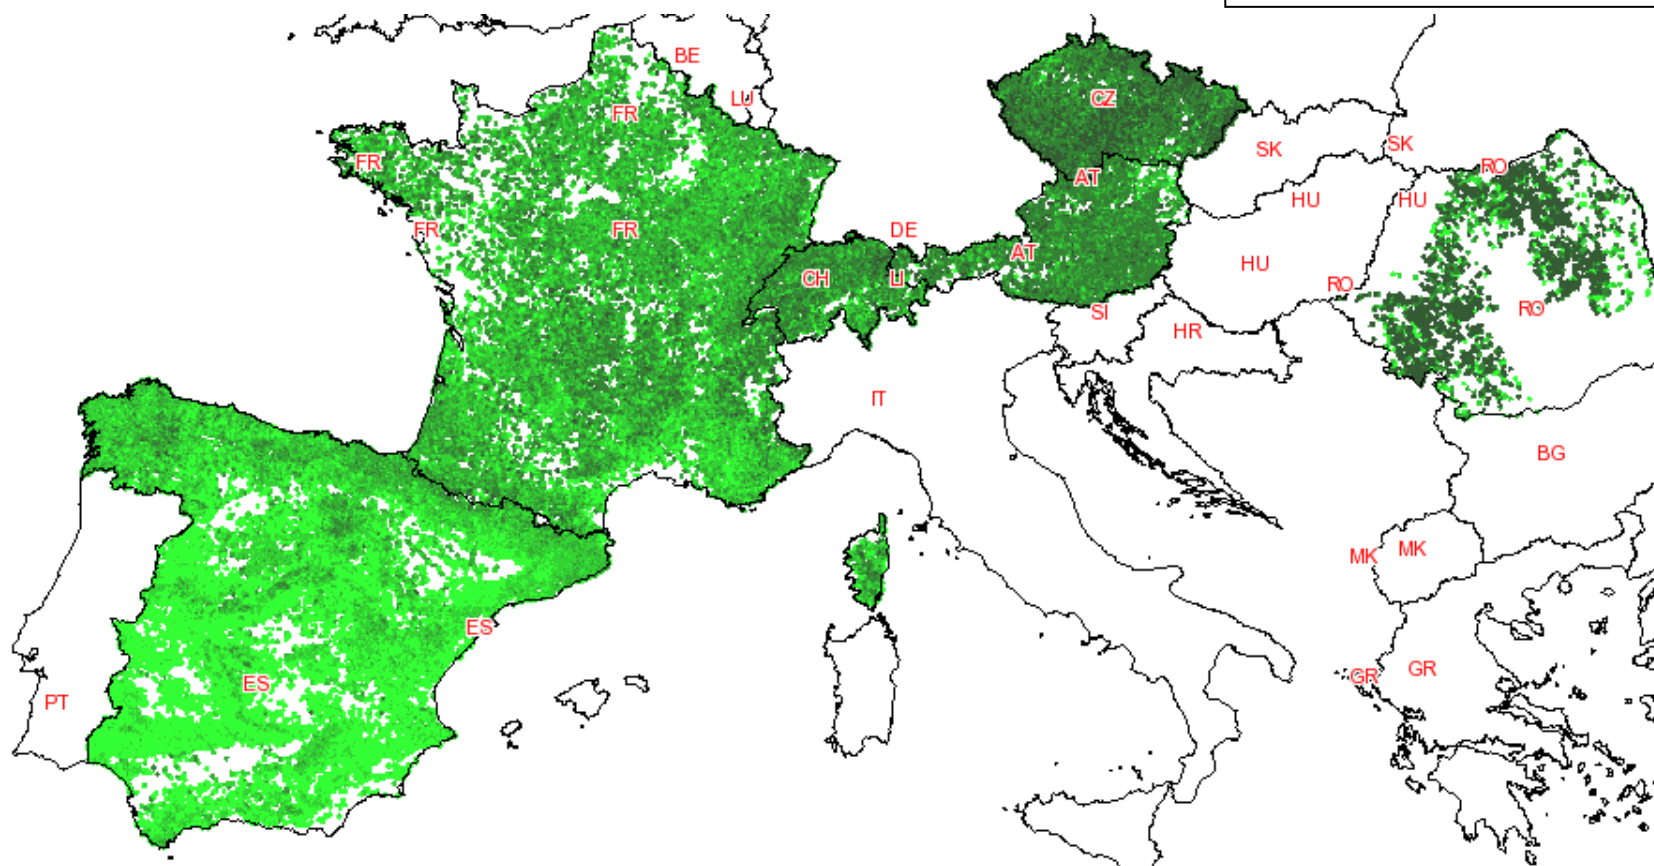 BE
LU
FR
CZ
SK
SK
FR
RO
AT
HU
HU
FR
FR
DE
AT
HU
CH
LI
RO
SI
RO
HR
IT
BG
MK
MK
ES
GR
GR
ES
PT